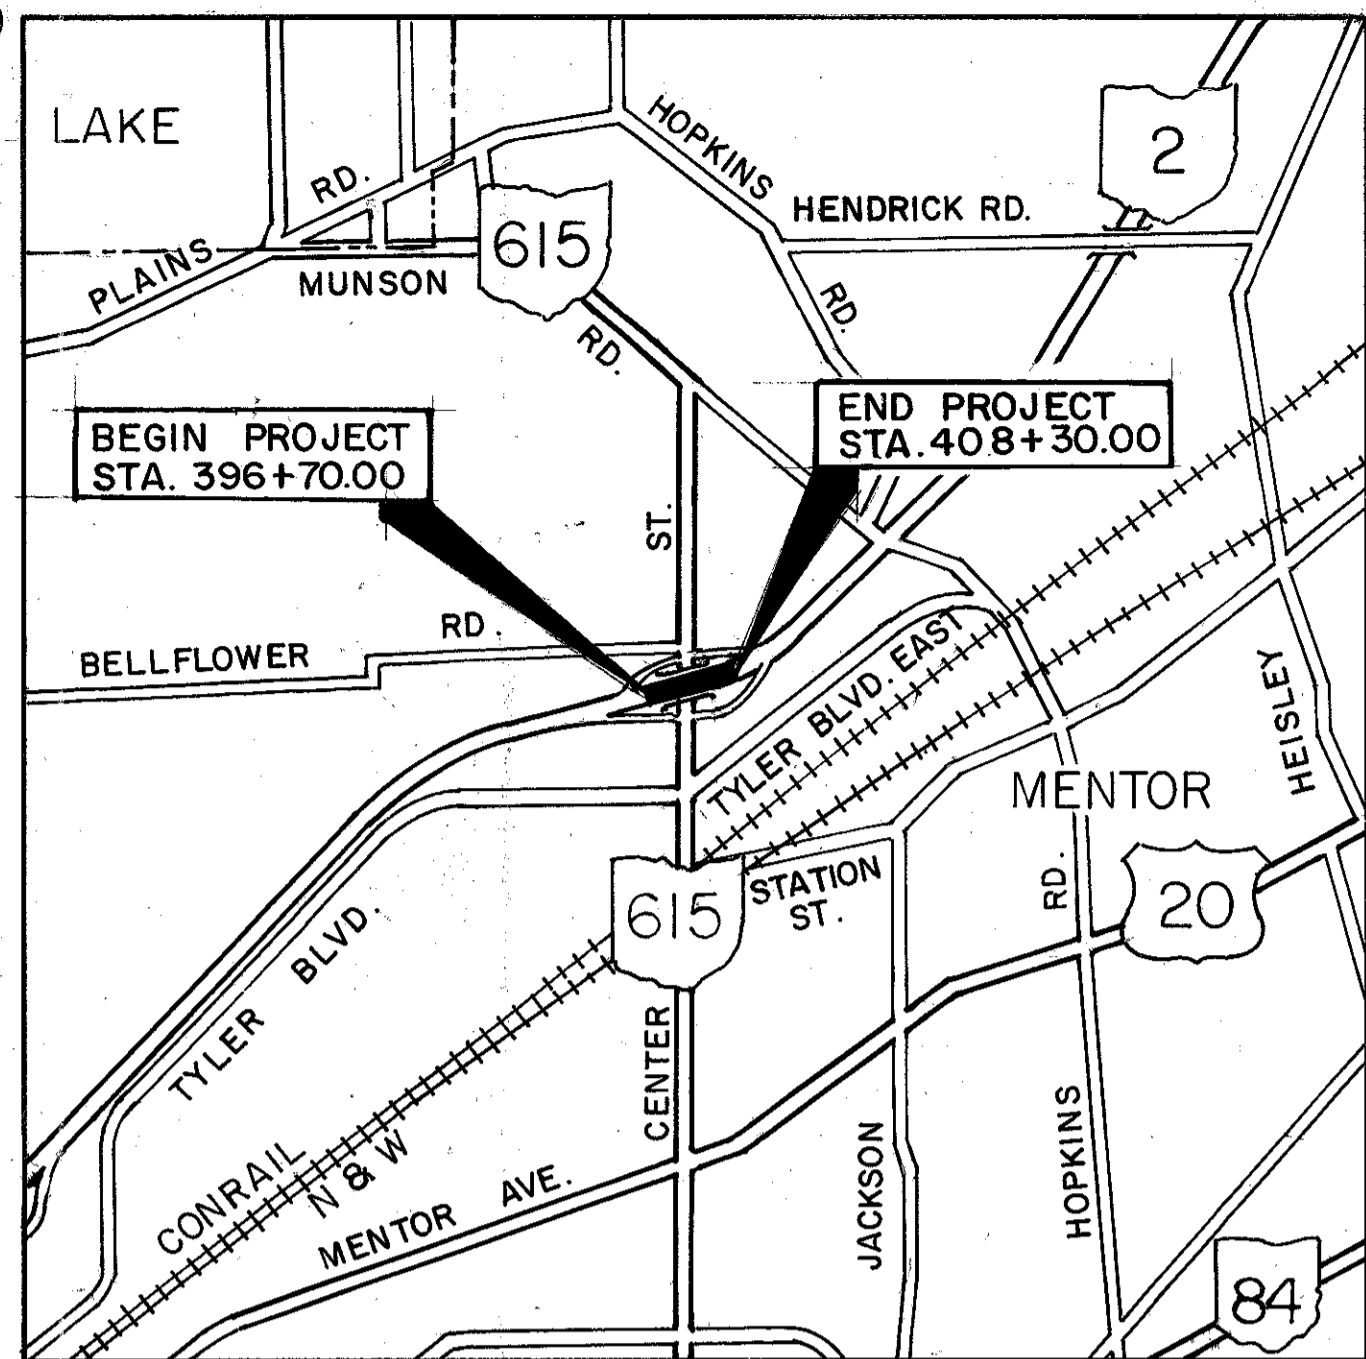 LAKE
HOPKINS
2
RD.
HENDRICK RD.
615
PLAINS
MUNSON
RD.
RD.
END PROJECT
STA. 408+30.00
BEGIN PROJECT
STA. 396+70.00
ST.
RD.
BELLFLOWER
TYLER BLVD. EAST
HEISLEY
MENTOR
RD.
20
STATION
ST.
615
BLVD.
TYLER
CENTER
CONRAIL
N & W
MENTOR AVE.
JACKSON
HOPKINS
84